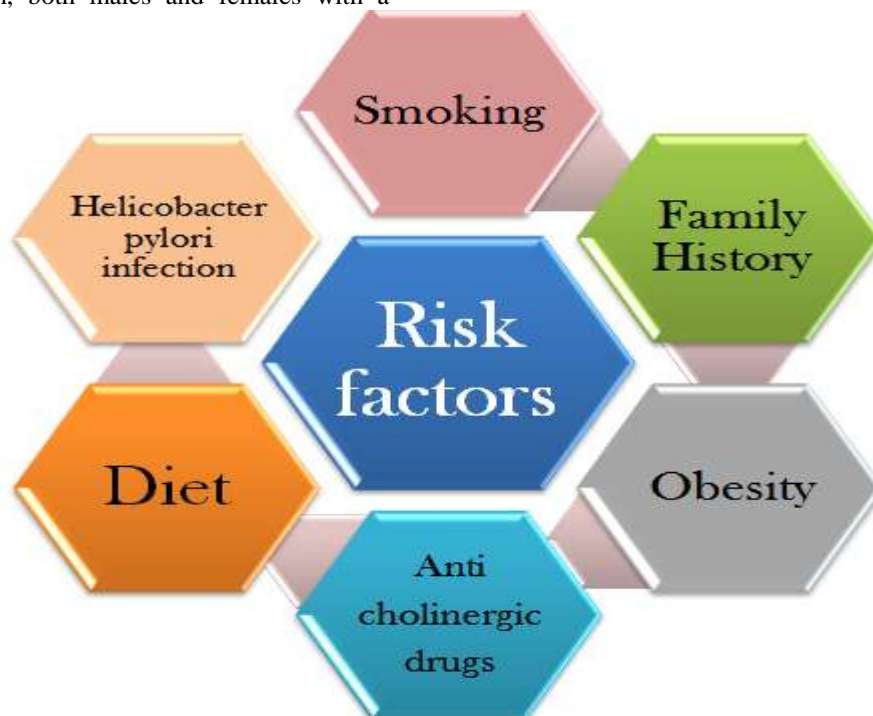 both males and females with a
Smoking
Family
History
Obesity
Anti
cholinergic
drugs
Diet
Helicobacter
pylori
infection
Risk
factors